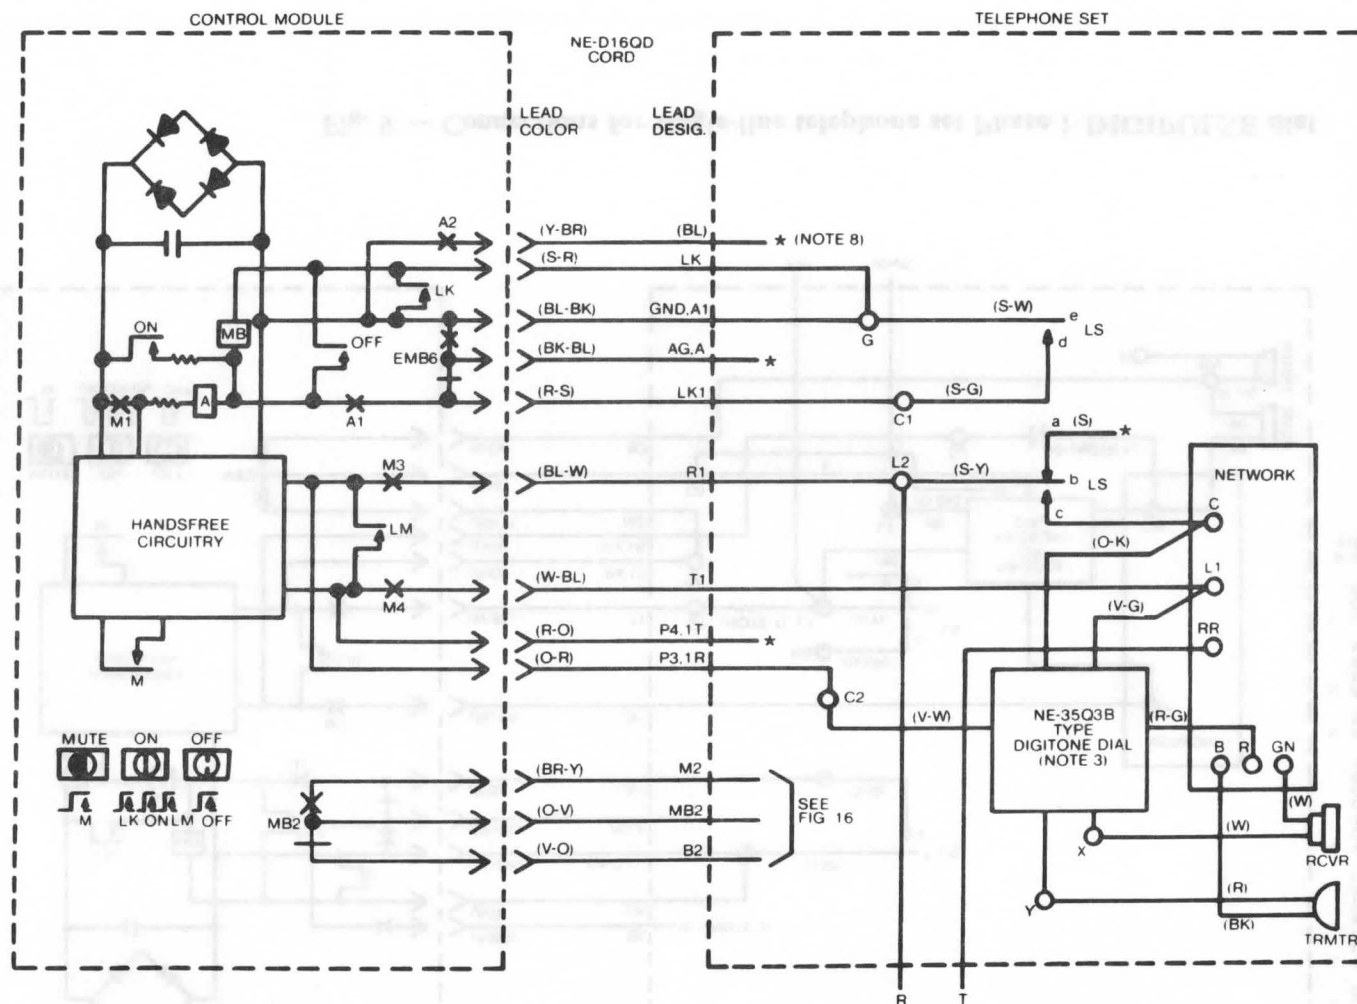 CONTROL MODULE
TELEPHONE SET
NE-D16QD
CORD
LEAD
COLOR
LEAD
DESIG.
A2
(Y-BR)
(BL)
* (NOTE 8)
(S-R)
LK
LK
ON
MB
(BL-BK)
GND,A1
(S-W)
e
LS
d
G
OFF
EMB6
(BK-BL)
AG,A
*
M1
A
A1
(R-S)
LK1
(S-G)
C1
a
(S)
*
M3
(BL-W)
R1
L2
(S-Y)
b
LS
c
NETWORK
C
HANDSFREE
CIRCUITRY
LM
(O-K)
M4
(W-BL)
T1
L1
(V-G)
RR
(R-O)
P4,1T
*
(O-R)
P3,1R
M
C2
(V-W)
NE-35Q3B
TYPE
DIGITONE DIAL
(NOTE 3)
(R-G)
B
R
GN
(W)
MUTE
ON
OFF
M
LK
ON
LM
OFF
MB2
(BR-Y)
M2
(O-V)
MB2
(V-O)
B2
SEE
FIG 16
X
(W)
RCVR
Y
(R)
(BK)
TRMTR
R
T